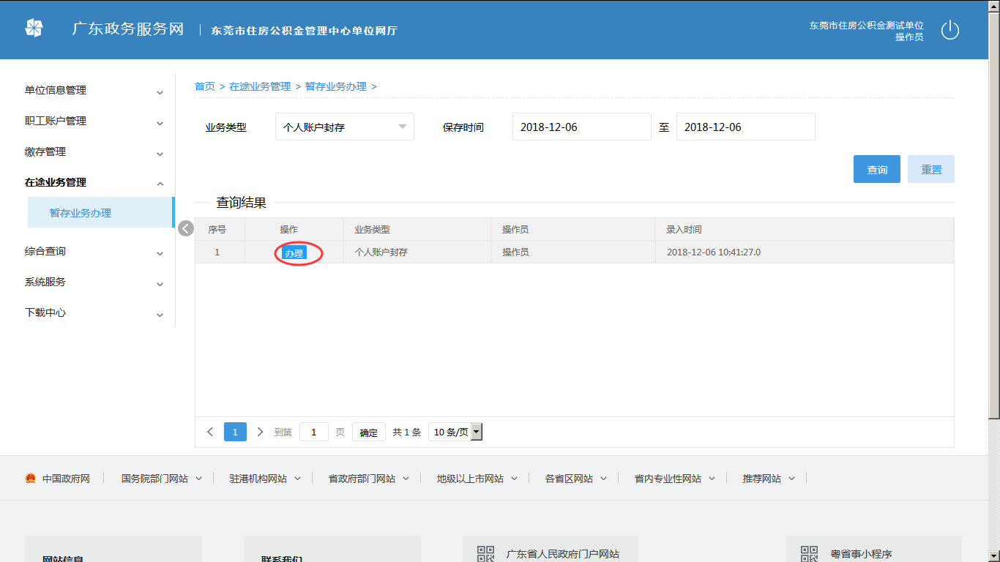 广东政务服务网 | 东莞市住房公积金管理中心单位网厅
东莞市住房公积金测试单位
操作员
单位信息管理
职工账户管理
缴存管理
在途业务管理
暂存业务办理
综合查询
系统服务
下载中心
首页 > 在途业务管理 > 暂存业务办理 >
业务类型 个人账户封存 保存时间 2018-12-06 至 2018-12-06
查询 重置
查询结果
序号 操作 业务类型 操作员 录入时间
1 办理 个人账户封存 操作员 2018-12-06 10:41:27.0
1 到第 1 页 确定 共 1 条 10 条/页
中国政府网 国务院部门网站 驻港机构网站 省政府部门网站 地级以上市网站 各省区网站 省内专业性网站 推荐网站
网站信息 联系我们 广东省人民政府门户网站 粤省事小程序